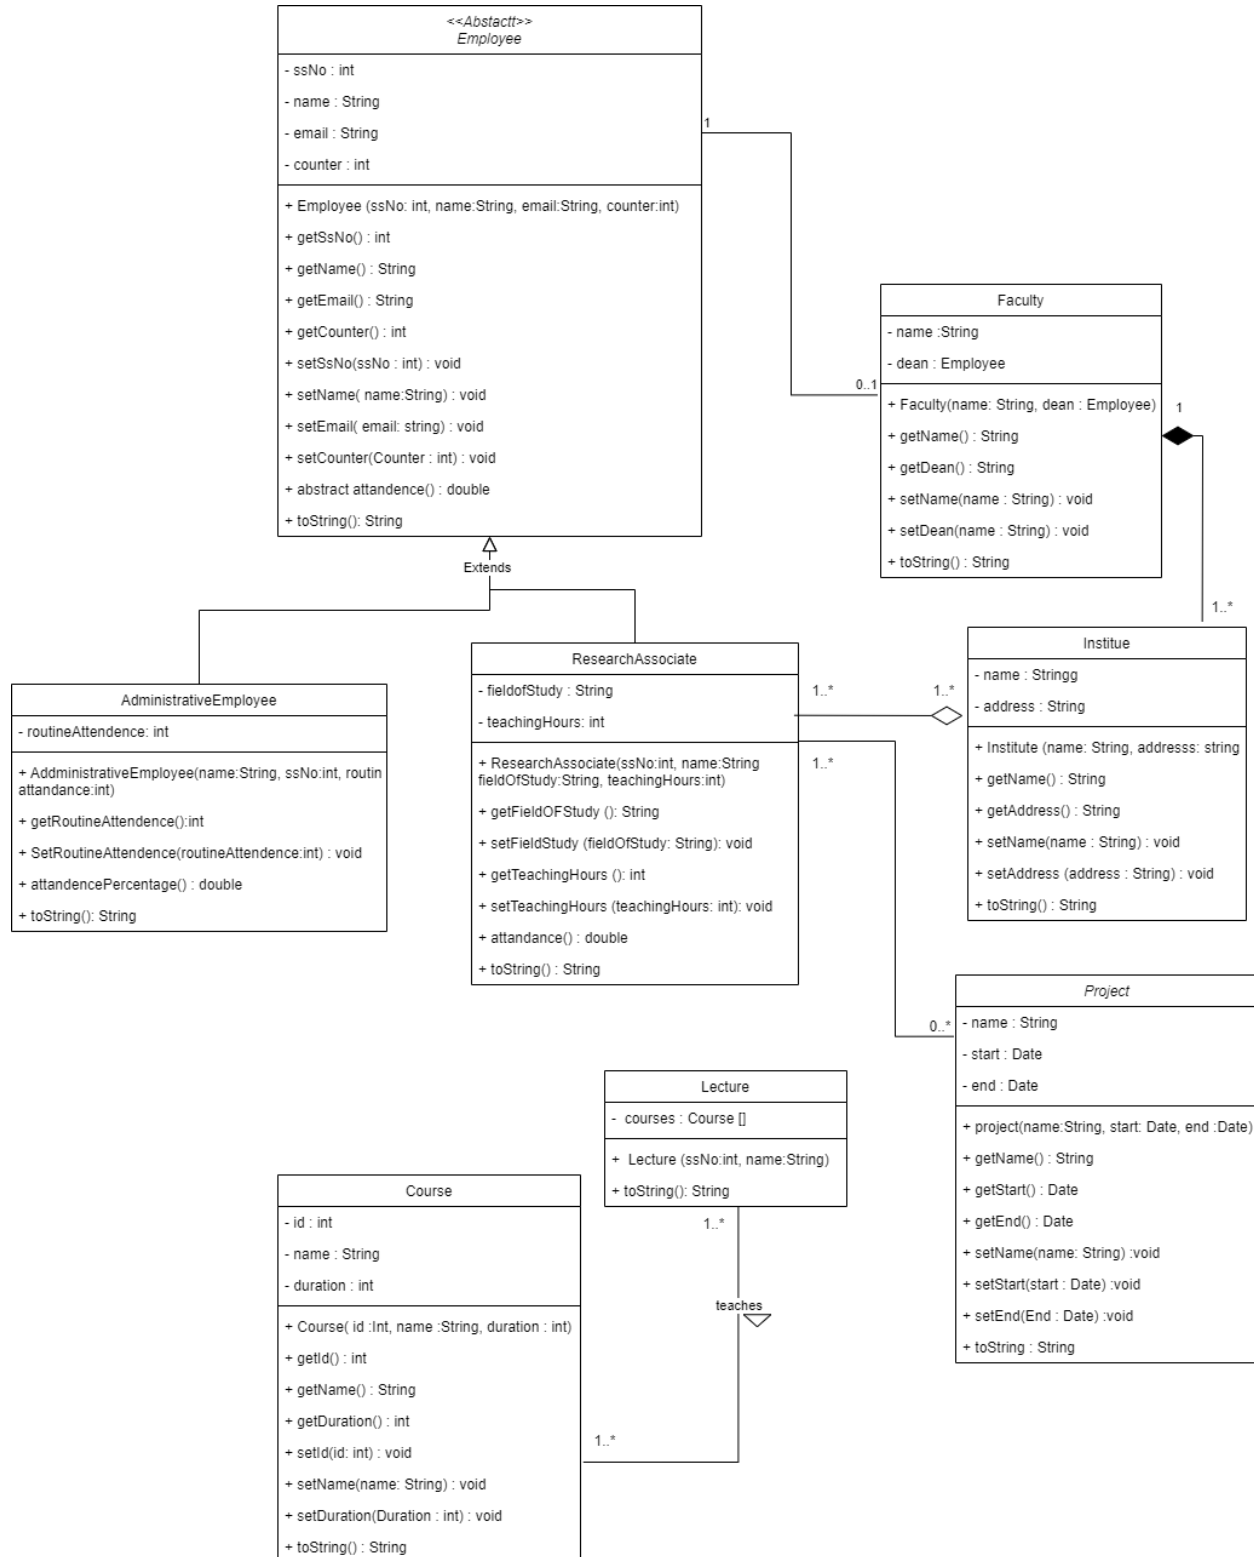 <<Abstactt>>
Employee
- ssNo : int
- name : String
- email : String
- counter : int
+ Employee (ssNo: int, name:String, email:String, counter:int)
+ getSsNo() : int
+ getName() : String
+ getEmail() : String
+ getCounter() : int
+ setSsNo(ssNo : int) : void
+ setName( name:String) : void
+ setEmail( email: string) : void
+ setCounter(Counter : int) : void
+ abstract attandence() : double
+ toString(): String
1
0..1
Faculty
- name :String
- dean : Employee
+ Faculty(name: String, dean : Employee)
+ getName() : String
+ getDean() : String
+ setName(name : String) : void
+ setDean(name : String) : void
+ toString() : String
1
1..*
Extends
AdministrativeEmployee
- routineAttendence: int
+ AddministrativeEmployee(name:String, ssNo:int, routin
attandance:int)
+ getRoutineAttendence():int
+ SetRoutineAttendence(routineAttendence:int) : void
+ attandencePercentage() : double
+ toString(): String
ResearchAssociate
- fieldofStudy : String
- teachingHours: int
+ ResearchAssociate(ssNo:int, name:String
fieldOfStudy:String, teachingHours:int)
+ getFieldOFStudy (): String
+ setFieldStudy (fieldOfStudy: String): void
+ getTeachingHours (): int
+ setTeachingHours (teachingHours: int): void
+ attandance() : double
+ toString() : String
1..*
1..*
1..*
0..*
Institue
- name : Stringg
- address : String
+ Institute (name: String, addresss: string
+ getName() : String
+ getAddress() : String
+ setName(name : String) : void
+ setAddress (address : String) : void
+ toString() : String
Project
- name : String
- start : Date
- end : Date
+ project(name:String, start: Date, end :Date)
+ getName() : String
+ getStart() : Date
+ getEnd() : Date
+ setName(name: String) :void
+ setStart(start : Date) :void
+ setEnd(End : Date) :void
+ toString : String
Lecture
- courses : Course []
+ Lecture (ssNo:int, name:String)
+ toString(): String
1..*
teaches
1..*
Course
- id : int
- name : String
- duration : int
+ Course( id :Int, name :String, duration : int)
+ getId() : int
+ getName() : String
+ getDuration() : int
+ setId(id: int) : void
+ setName(name: String) : void
+ setDuration(Duration : int) : void
+ toString() : String